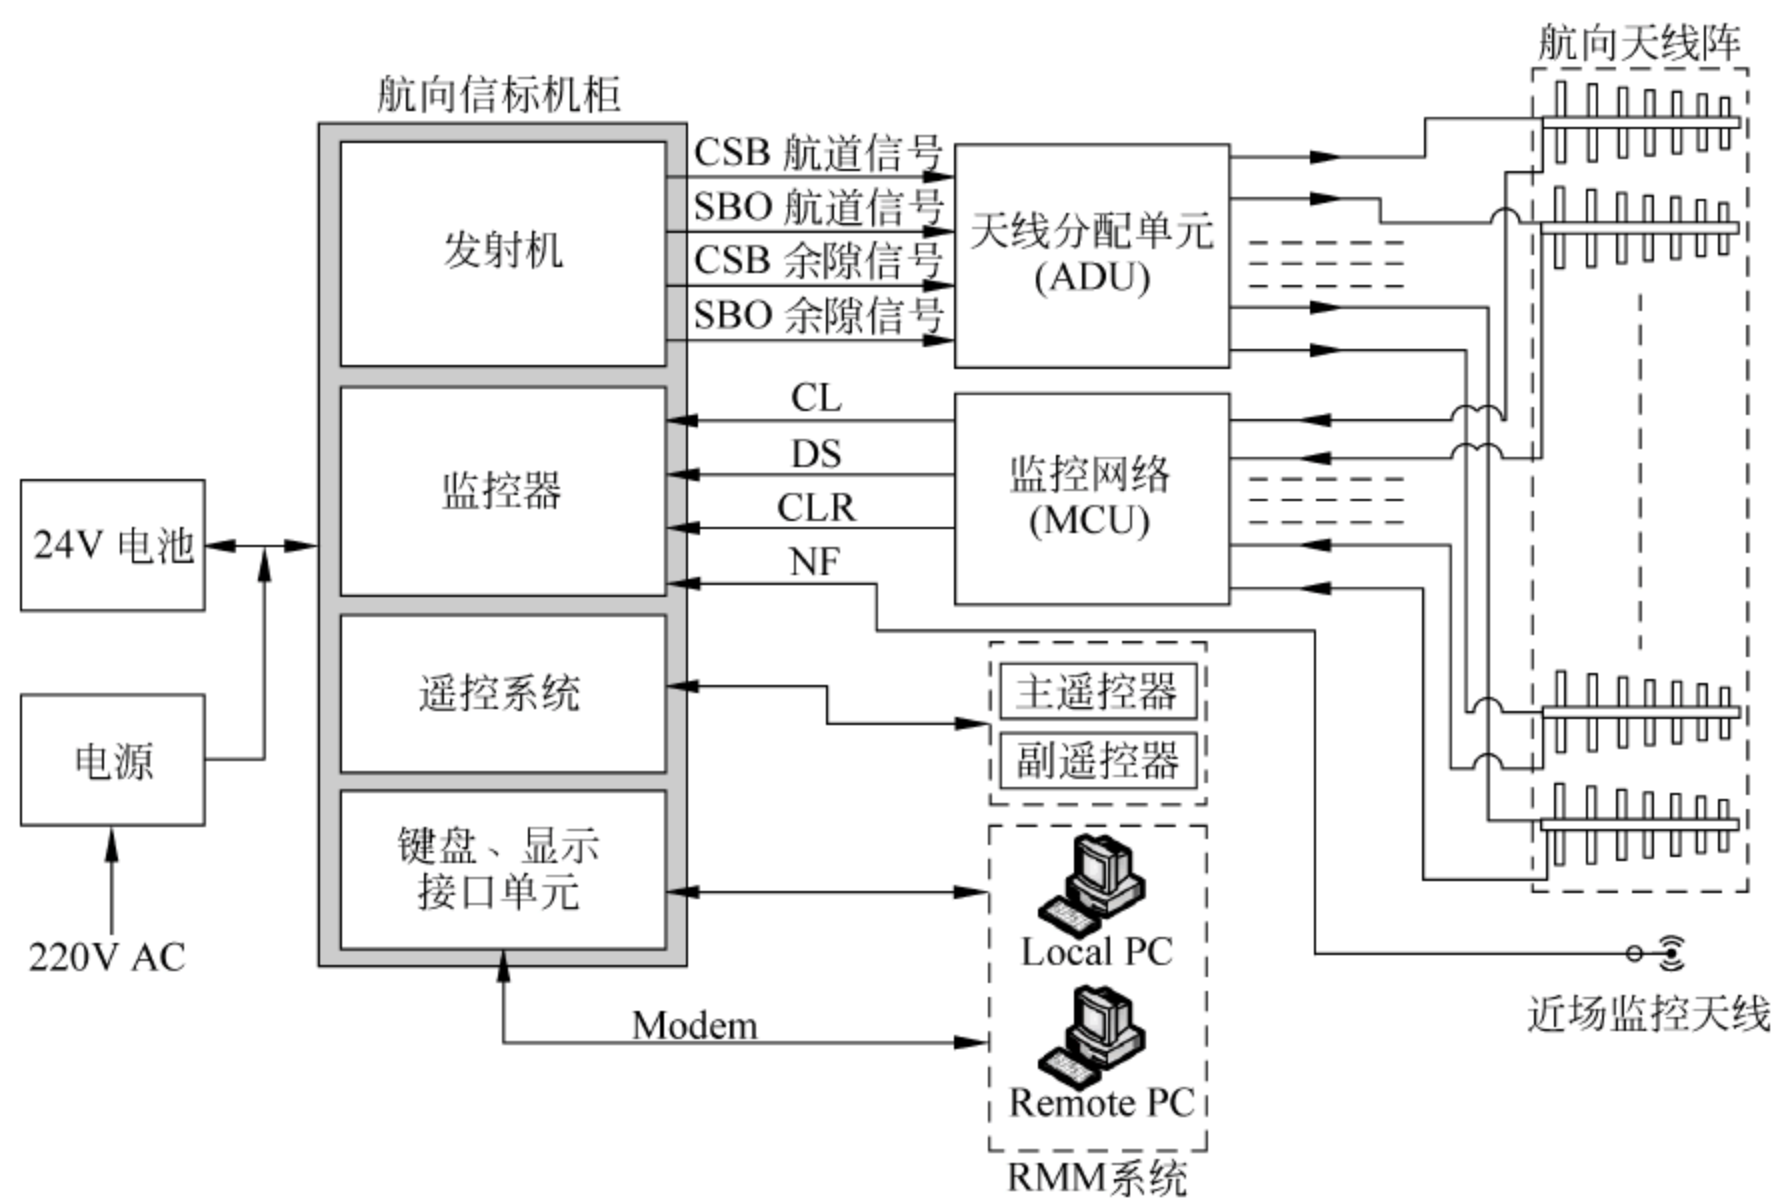 航向天线阵
航向信标机柜
发射机
CSB 航道信号
SBO 航道信号
CSB 余隙信号
SBO 余隙信号
天线分配单元
(ADU)
监控器
CL
DS
CLR
NF
监控网络
(MCU)
24V 电池
电源
220V AC
遥控系统
主遥控器
副遥控器
键盘、显示
接口单元
Local PC
Modem
Remote PC
RMM系统
近场监控天线